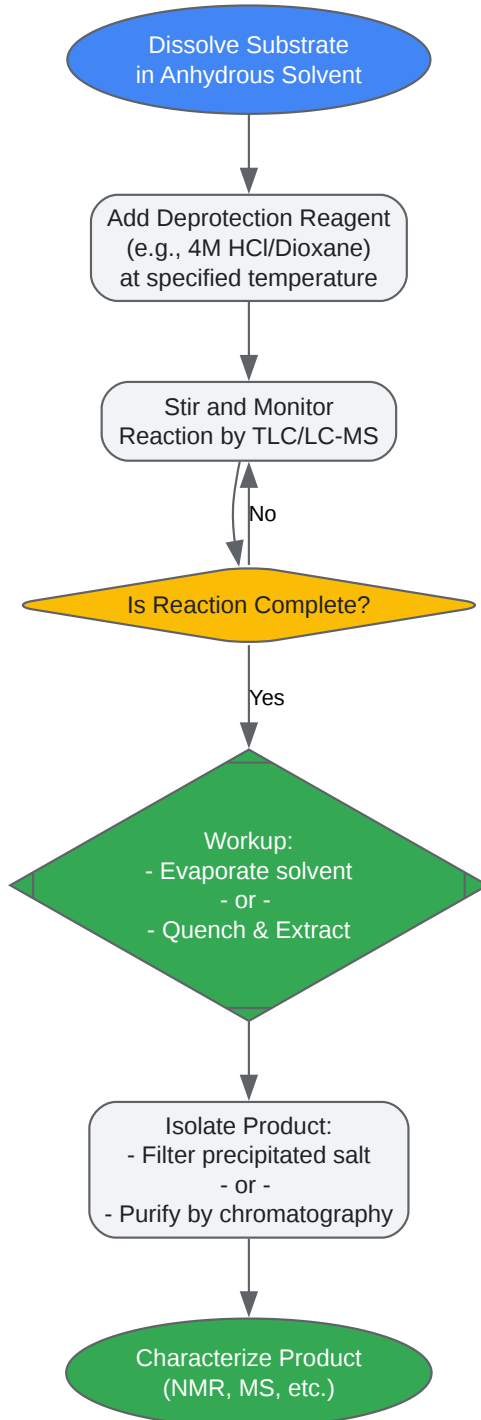 Dissolve Substrate
in Anhydrous Solvent
Add Deprotection Reagent
(e.g., 4M HCl/Dioxane)
at specified temperature
Stir and Monitor
Reaction by TLC/LC-MS
No
Is Reaction Complete?
Yes
Workup:
- Evaporate solvent
- or -
- Quench & Extract
Isolate Product:
- Filter precipitated salt
- or -
- Purify by chromatography
Characterize Product
(NMR, MS, etc.)